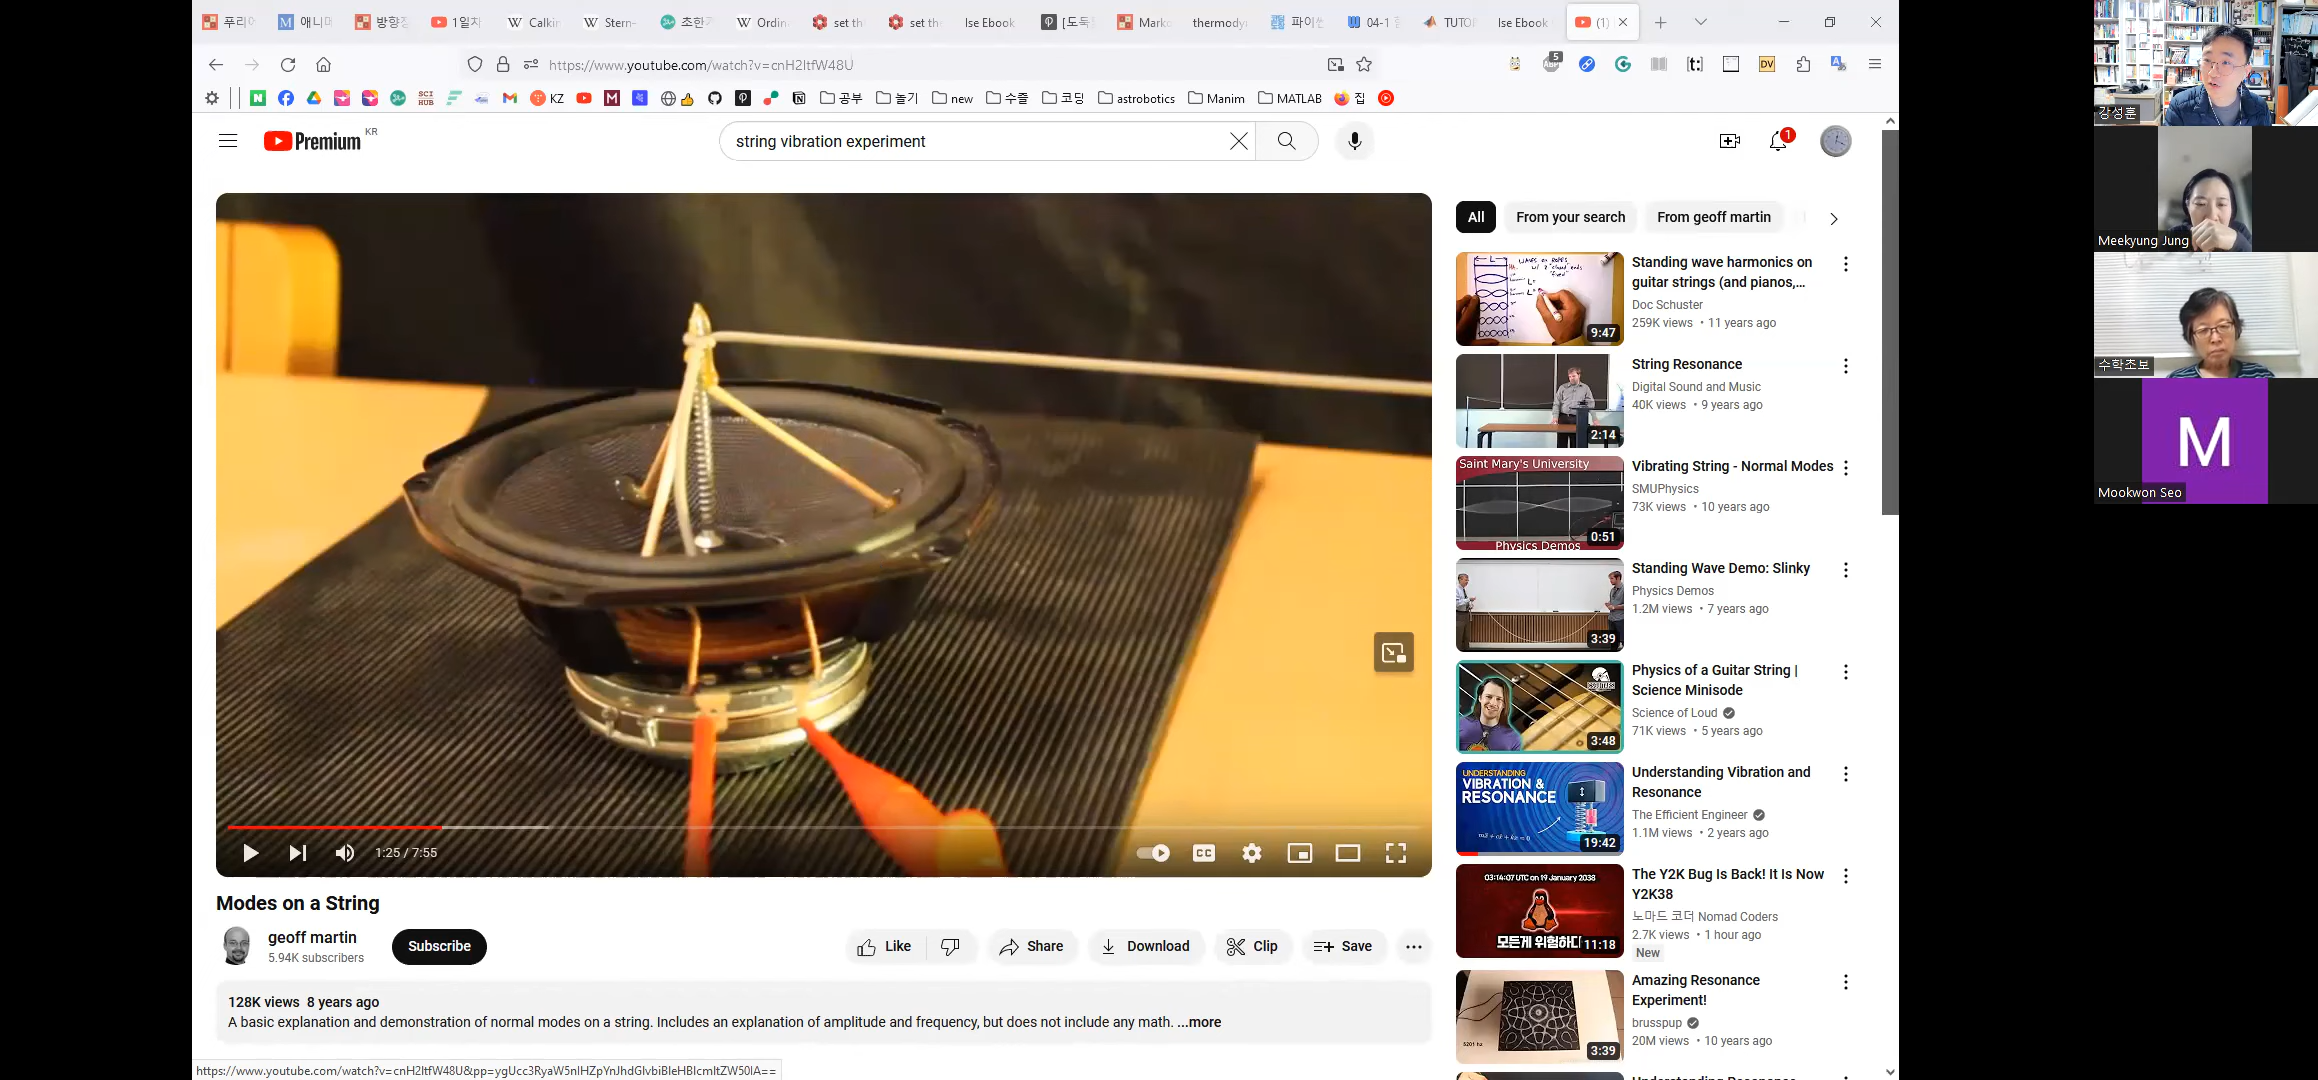 푸리
애니
방향
1일차
Calkin
Stern-
초한
Ordin
set th
set the
Ise Ebook
[도둑
Marko
thermody
파이썬
04-1
TUTO
Ise Ebook
(1)
https://www.youtube.com/watch?v=cnH2ItfW48U
5
DV
SCI HUB
KZ
공부
놀기
new
수줄
코딩
astrobotics
Manim
MATLAB
집
Premium KR
string vibration experiment
1
1:25 / 7:55
CC
Modes on a String
geoff martin
5.94K subscribers
Subscribe
Like
Share
Download
Clip
Save
128K views 8 years ago
A basic explanation and demonstration of normal modes on a string. Includes an explanation of amplitude and frequency, but does not include any math. ...more
https://www.youtube.com/watch?v=cnH2ItfW48U&pp=ygUcc3RyaW5nIHZpYnJhdGlvbiBleHBlcmltZW50IA==
All
From your search
From geoff martin
9:47
Standing wave harmonics on
guitar strings (and pianos,...
Doc Schuster
259K views • 11 years ago
2:14
String Resonance
Digital Sound and Music
40K views • 9 years ago
Saint Mary's University
Physics Demos
0:51
Vibrating String - Normal Modes
SMUPhysics
73K views • 10 years ago
3:39
Standing Wave Demo: Slinky
Physics Demos
1.2M views • 7 years ago
3:48
Physics of a Guitar String |
Science Minisode
Science of Loud
71K views • 5 years ago
UNDERSTANDING
VIBRATION &
RESONANCE
19:42
Understanding Vibration and
Resonance
The Efficient Engineer
1.1M views • 2 years ago
03:14:07 UTC on 19 January 2038
모든게 위험하다
11:18
The Y2K Bug Is Back! It Is Now
Y2K38
노마드 코더 Nomad Coders
2.7K views • 1 hour ago
New
5201 hz
3:39
Amazing Resonance
Experiment!
brusspup
20M views • 10 years ago
강성훈
Meekyung Jung
수학초보
M
Mookwon Seo